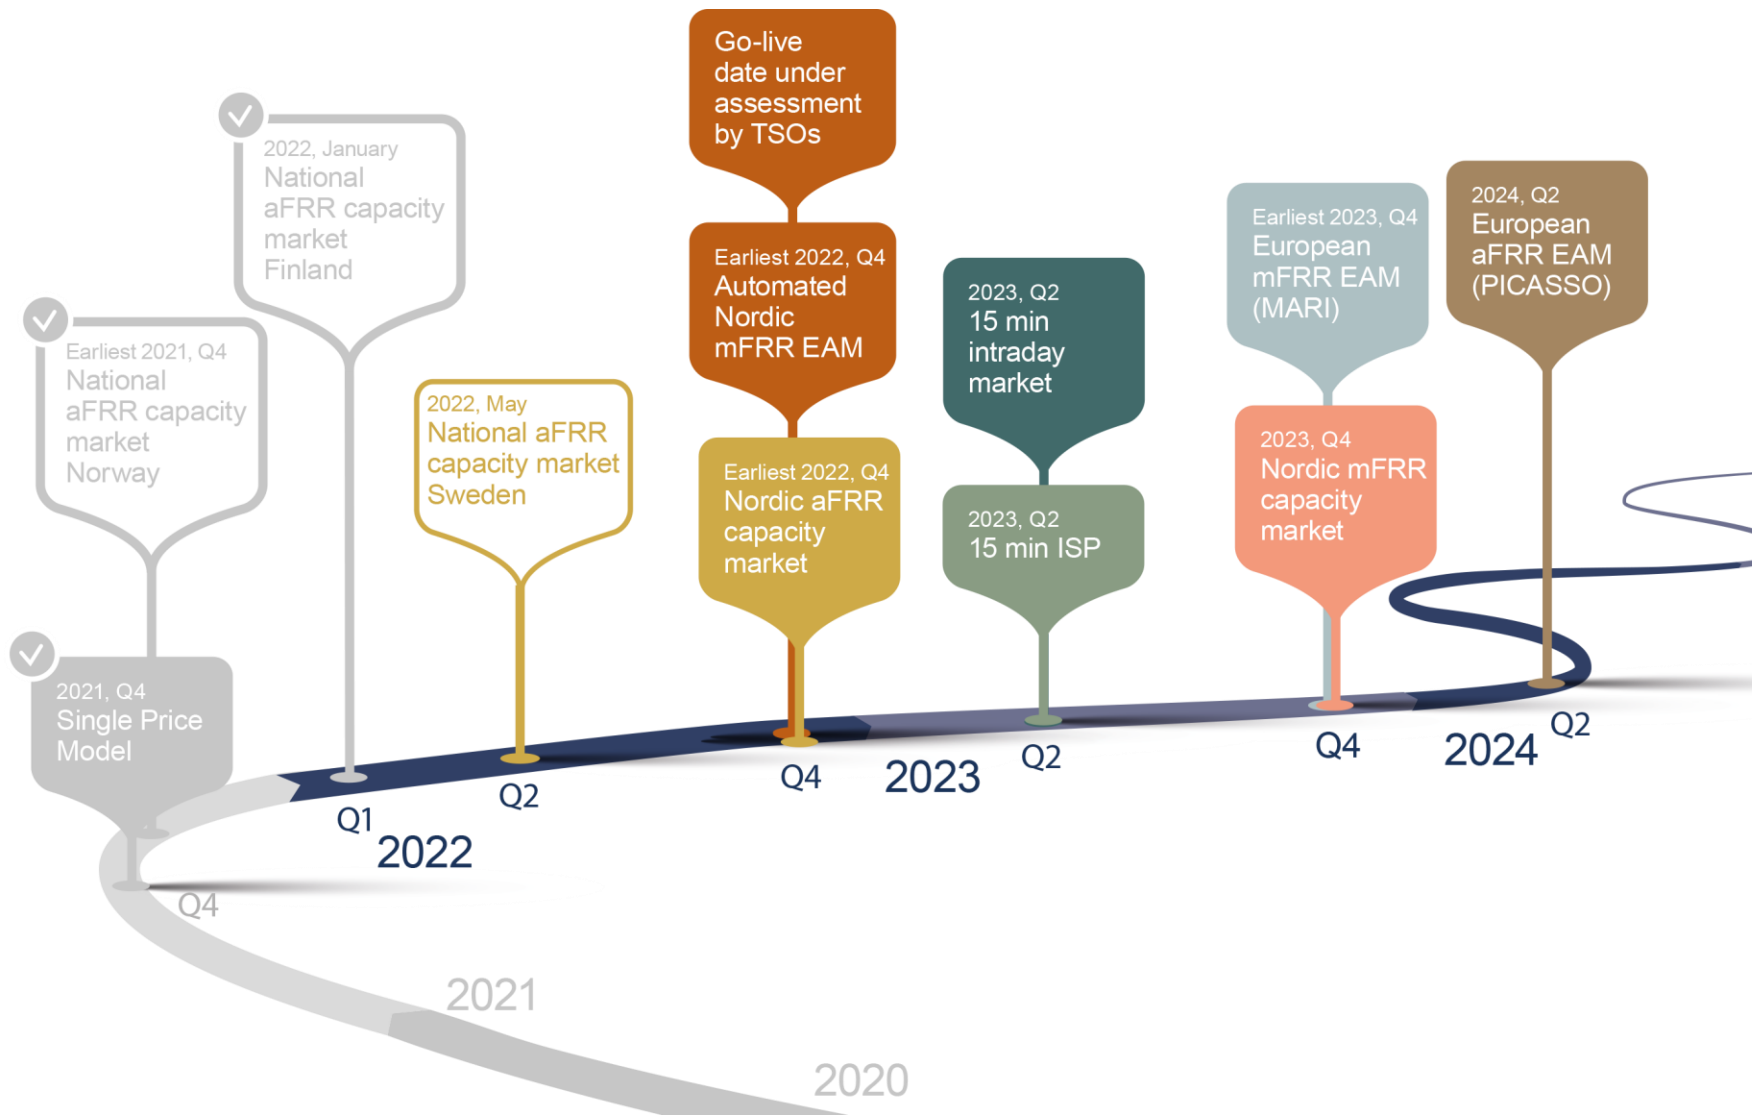 2021, Q4
Single Price
Model
Earliest 2021, Q4
National
aFRR capacity
market
Norway
2022, January
National
aFRR capacity
market
Finland
2022, May
National aFRR
capacity market
Sweden
Go-live
date under
assessment
by TSOs
Earliest 2022, Q4
Automated
Nordic
mFRR EAM
Earliest 2022, Q4
Nordic aFRR
capacity
market
2023, Q2
15 min
intraday
market
2023, Q2
15 min ISP
Earliest 2023, Q4
European
mFRR EAM
(MARI)
2023, Q4
Nordic mFRR
capacity
market
2024, Q2
European
aFRR EAM
(PICASSO)
2020
2021
Q4
Q1
2022
Q2
Q4
2023
Q2
Q4
2024
Q2